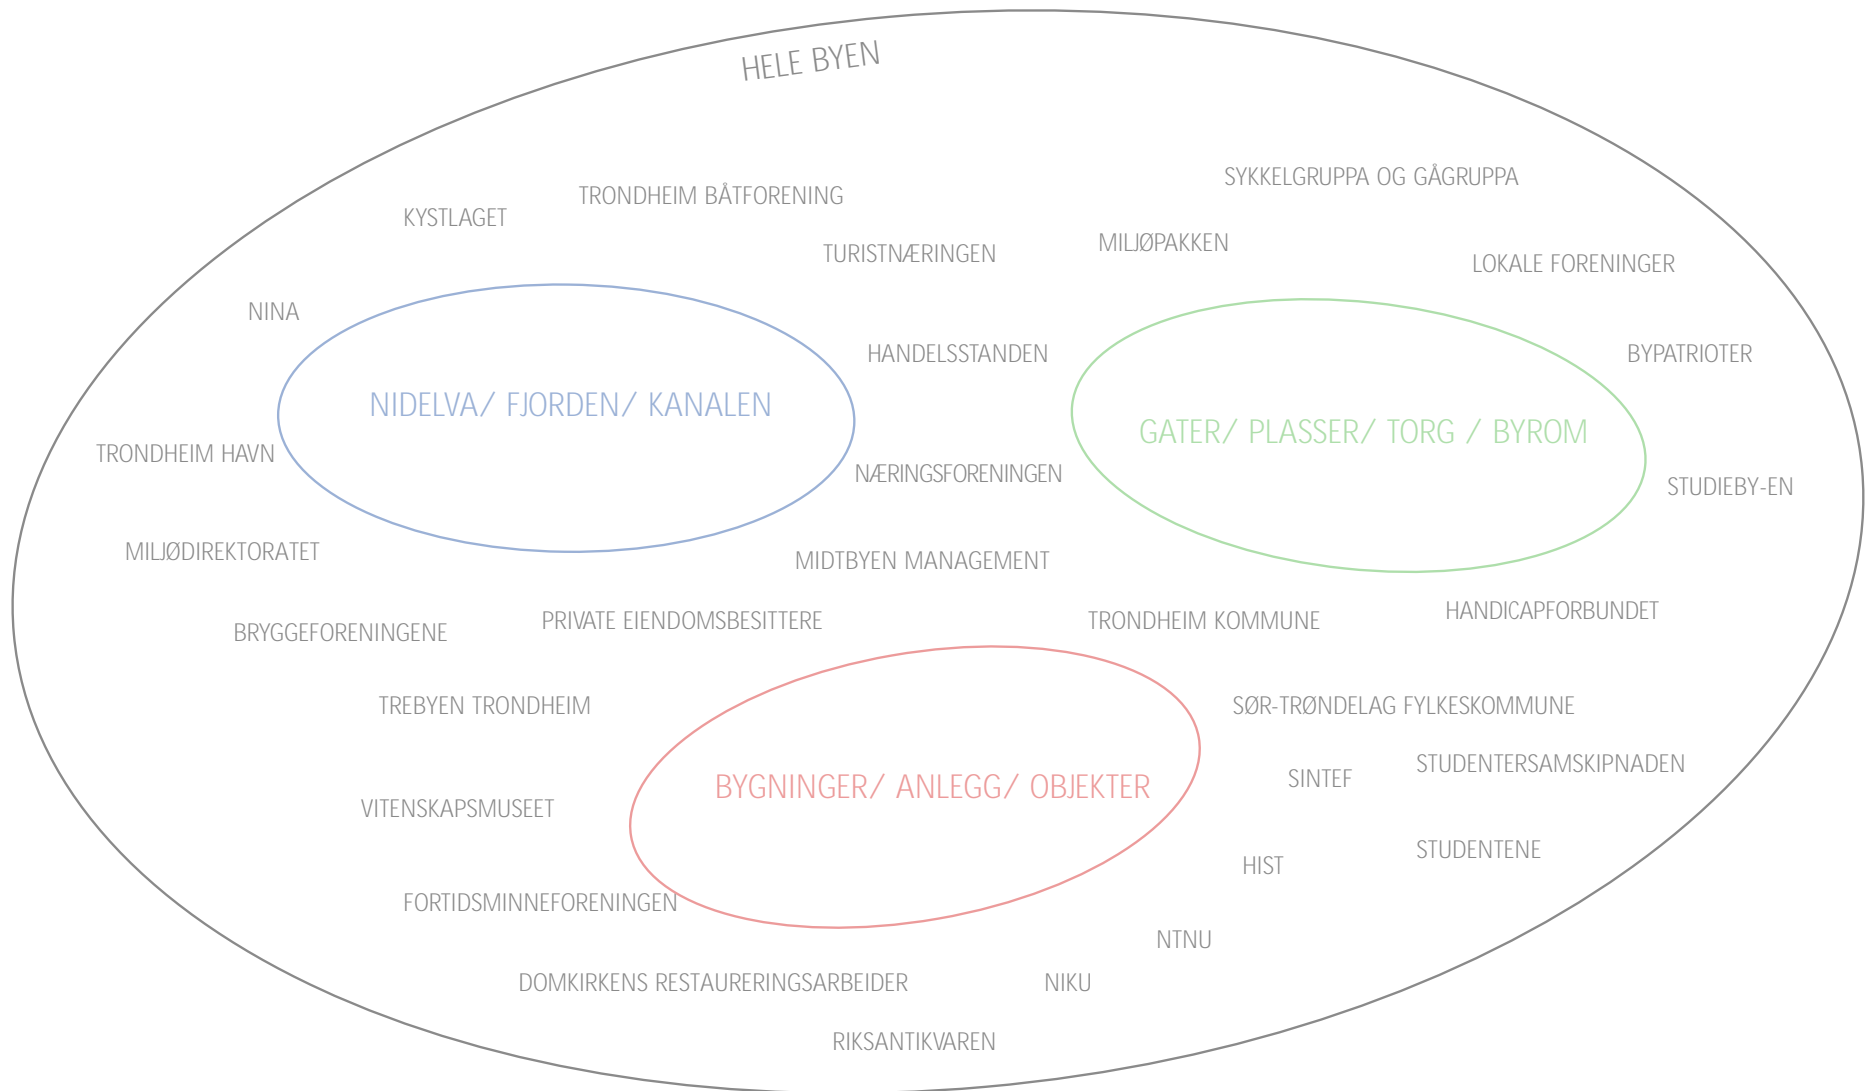 HELE BYEN
SYKKELGRUPPA OG GÅGRUPPA
TRONDHEIM BÅTFORENING
KYSTLAGET
MILJØPAKKEN
TURISTNÆRINGEN
LOKALE FORENINGER
NINA
HANDELSSTANDEN
BYPATRIOTER
NIDELVA/ FJORDEN/ KANALEN
GATER/ PLASSER/ TORG / BYROM
TRONDHEIM HAVN
NÆRINGSFORENINGEN
STUDIEBY-EN
MILJØDIREKTORATET
MIDTBYEN MANAGEMENT
HANDICAPFORBUNDET
PRIVATE EIENDOMSBESITTERE
TRONDHEIM KOMMUNE
BRYGGEFORENINGENE
TREBYEN TRONDHEIM
SØR-TRØNDELAG FYLKESKOMMUNE
STUDENTERSAMSKIPNADEN
SINTEF
BYGNINGER/ ANLEGG/ OBJEKTER
VITENSKAPSMUSEET
STUDENTENE
HIST
FORTIDSMINNEFORENINGEN
NTNU
DOMKIRKENS RESTAURERINGSARBEIDER
NIKU
RIKSANTIKVAREN